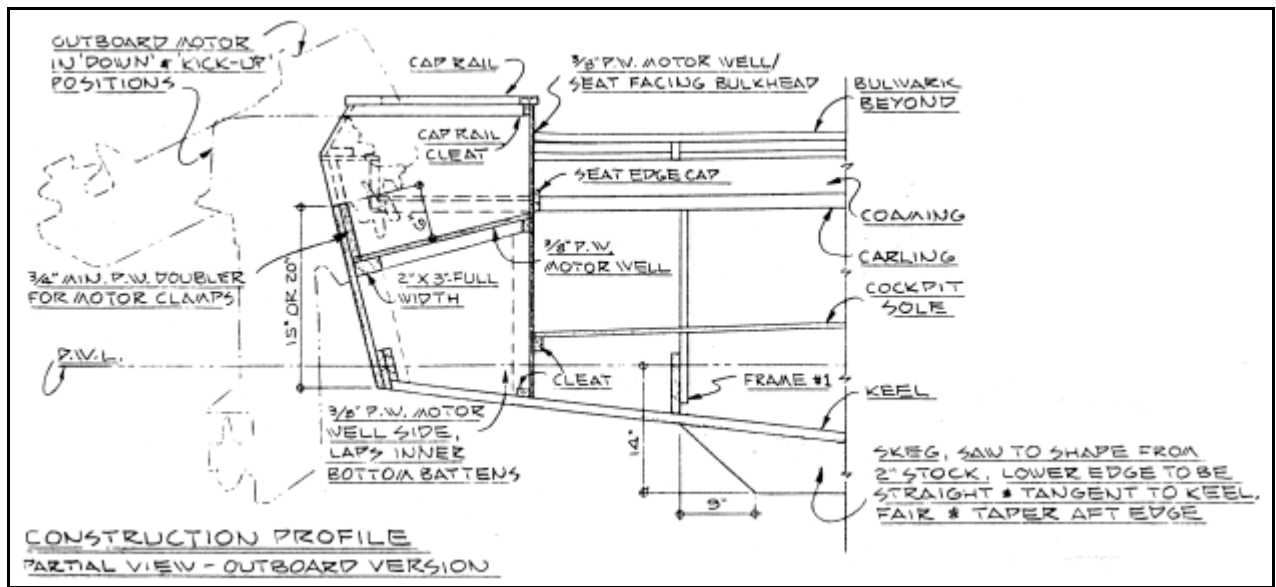 OUTBOARD MOTOR
IN 'DOWN' & 'KICK-UP'
POSITIONS
CAP RAIL
3/8" P.W. MOTOR WELL/
SEAT FACING BULKHEAD
BULWARK
BEYOND
CAP RAIL
CLEAT
SEAT EDGE CAP
COAMING
6"
3/8" P.W.
MOTOR WELL
CARLING
3/4" MIN. P.W. DOUBLER
FOR MOTOR CLAMPS
2" X 3"-FULL
WIDTH
15" OR 20"
COCKPIT
SOLE
D.W.L.
CLEAT
FRAME #1
KEEL
3/8" P.W. MOTOR
WELL SIDE,
LAPS INNER
BOTTOM BATTENS
14"
9"
SKEG, SAW TO SHAPE FROM
2" STOCK, LOWER EDGE TO BE
STRAIGHT & TANGENT TO KEEL,
FAIR & TAPER AFT EDGE
CONSTRUCTION PROFILE
PARTIAL VIEW - OUTBOARD VERSION